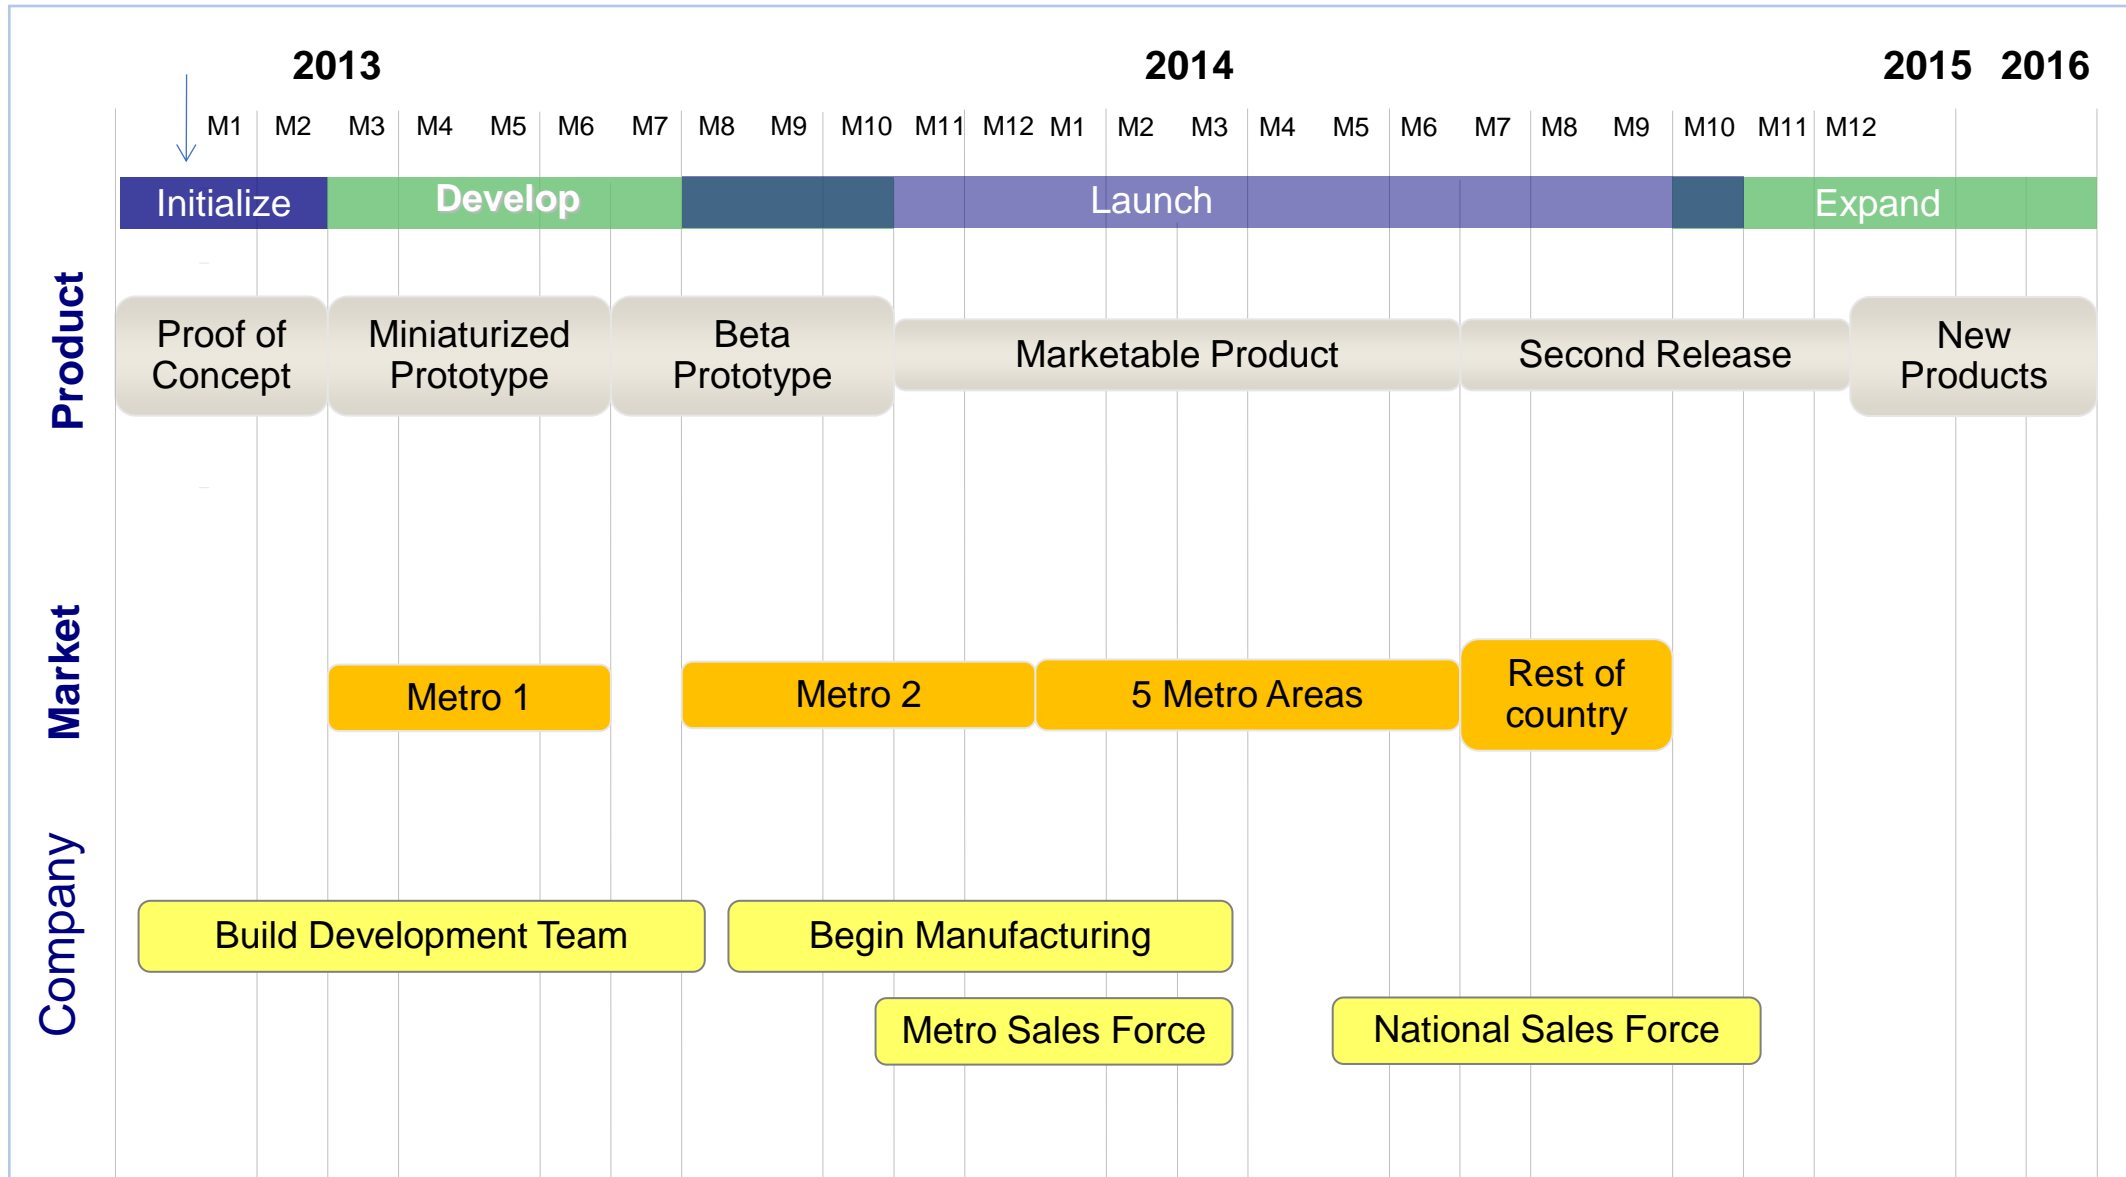 2013 2014 2015 2016
M1 M2 M3 M4 M5 M6 M7 M8 M9 M10 M11 M12 M1 M2 M3 M4 M5 M6 M7 M8 M9 M10 M11 M12
Initialize Develop Launch Expand
Product
Proof of
Concept
Miniaturized
Prototype
Beta
Prototype
Marketable Product
Second Release
New
Products
Market
Metro 1
Metro 2
5 Metro Areas
Rest of
country
Company
Build Development Team
Begin Manufacturing
Metro Sales Force
National Sales Force